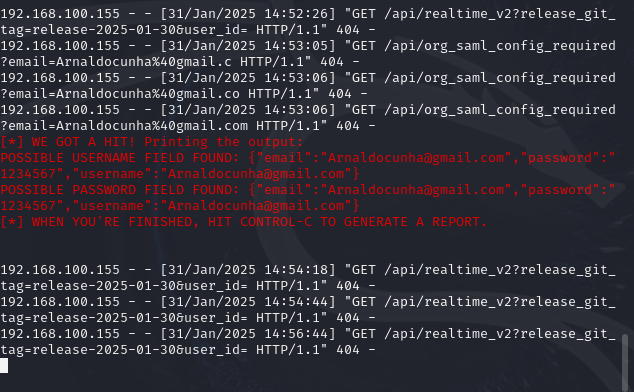 192.168.100.155 - - [31/Jan/2025 14:52:26] "GET /api/realtime_v2?release_git_
tag=release-2025-01-30&user_id= HTTP/1.1" 404 -
192.168.100.155 - - [31/Jan/2025 14:53:05] "GET /api/org_saml_config_required
?email=Arnaldocunha%40gmail.c HTTP/1.1" 404 -
192.168.100.155 - - [31/Jan/2025 14:53:06] "GET /api/org_saml_config_required
?email=Arnaldocunha%40gmail.co HTTP/1.1" 404 -
192.168.100.155 - - [31/Jan/2025 14:53:06] "GET /api/org_saml_config_required
?email=Arnaldocunha%40gmail.com HTTP/1.1" 404 -
[*] WE GOT A HIT! Printing the output:
POSSIBLE USERNAME FIELD FOUND: {"email":"Arnaldocunha@gmail.com","password":"
1234567","username":"Arnaldocunha@gmail.com"}
POSSIBLE PASSWORD FIELD FOUND: {"email":"Arnaldocunha@gmail.com","password":"
1234567","username":"Arnaldocunha@gmail.com"}
[*] WHEN YOU'RE FINISHED, HIT CONTROL-C TO GENERATE A REPORT.
192.168.100.155 - - [31/Jan/2025 14:54:18] "GET /api/realtime_v2?release_git_
tag=release-2025-01-30&user_id= HTTP/1.1" 404 -
192.168.100.155 - - [31/Jan/2025 14:54:44] "GET /api/realtime_v2?release_git_
tag=release-2025-01-30&user_id= HTTP/1.1" 404 -
192.168.100.155 - - [31/Jan/2025 14:56:44] "GET /api/realtime_v2?release_git_
tag=release-2025-01-30&user_id= HTTP/1.1" 404 -